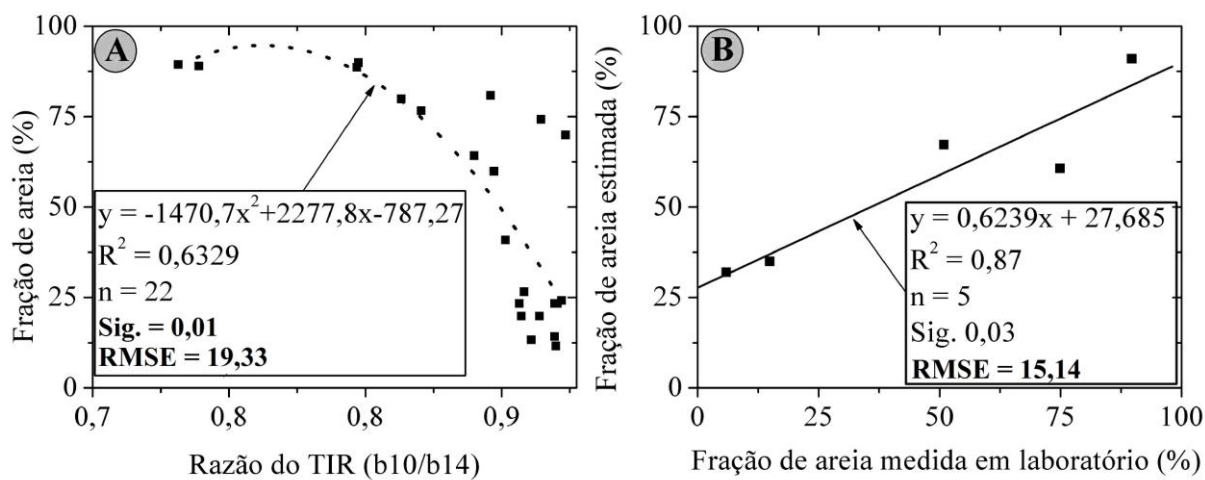 A
Fração de areia (%)
100
75
50
25
0
y = -1470,7x²+2277,8x-787,27
R² = 0,6329
n = 22
Sig. = 0,01
RMSE = 19,33
0,7 0,8 0,8 0,9
Razão do TIR (b10/b14)
B
Fração de areia estimada (%)
100
75
50
25
0
y = 0,6239x + 27,685
R² = 0,87
n = 5
Sig. 0,03
RMSE = 15,14
0 25 50 75 100
Fração de areia medida em laboratório (%)